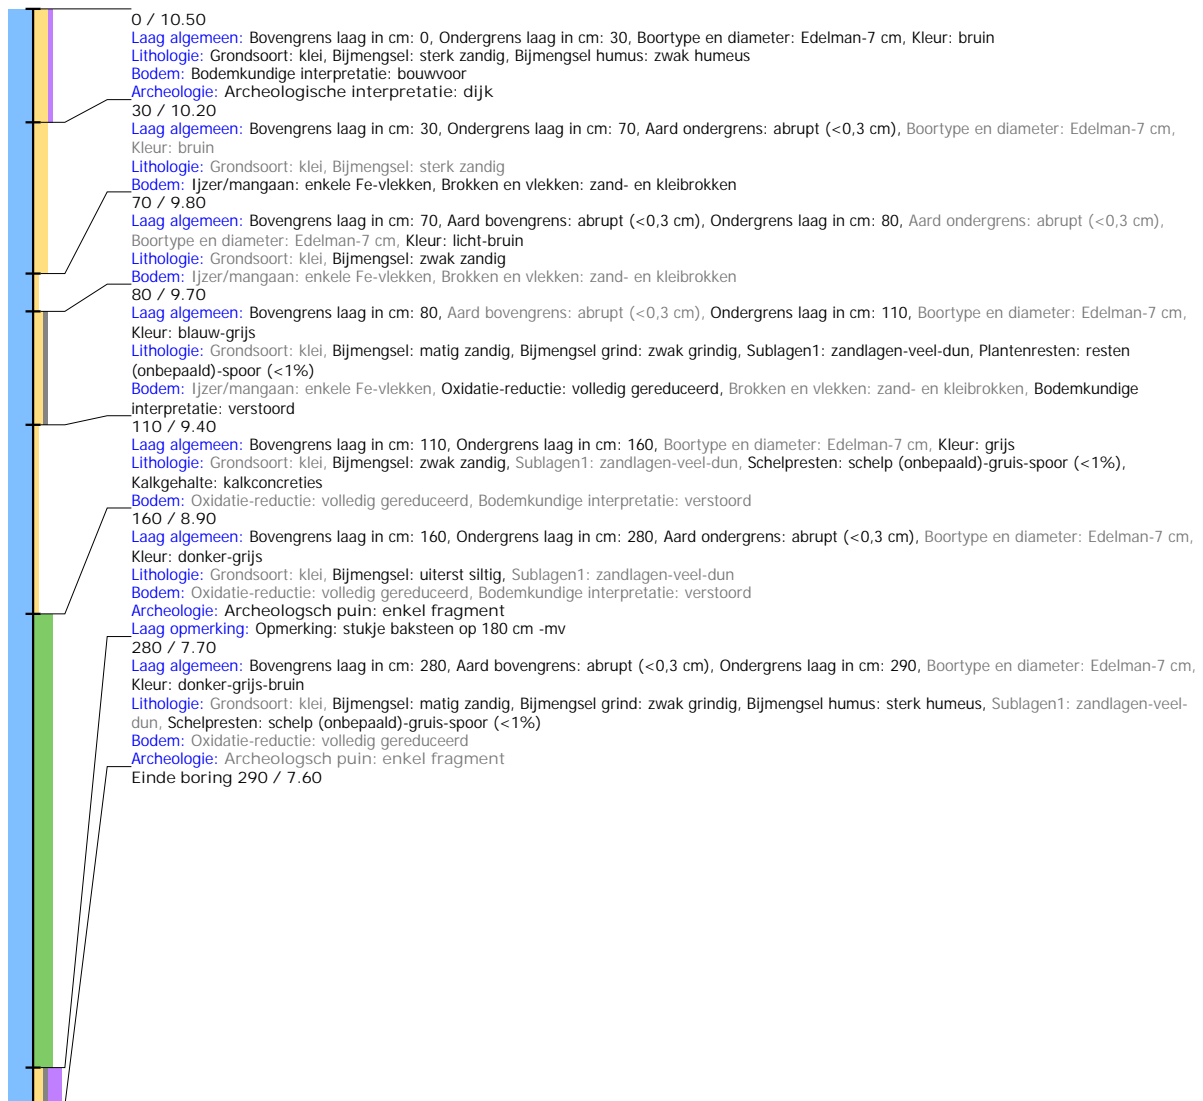 0 / 10.50
Laag algemeen: Bovengrens laag in cm: 0, Ondergrens laag in cm: 30, Boortype en diameter: Edelman-7 cm, Kleur: bruin
Lithologie: Grondsoort: klei, Bijmengsel: sterk zandig, Bijmengsel humus: zwak humeus
Bodem: Bodemkundige interpretatie: bouwvoor
Archeologie: Archeologische interpretatie: dijk
30 / 10.20
Laag algemeen: Bovengrens laag in cm: 30, Ondergrens laag in cm: 70, Aard ondergrens: abrupt (<0,3 cm), Boortype en diameter: Edelman-7 cm,
Kleur: bruin
Lithologie: Grondsoort: klei, Bijmengsel: sterk zandig
Bodem: Ijzer/mangaan: enkele Fe-vlekken, Brokken en vlekken: zand- en kleibrokken
70 / 9.80
Laag algemeen: Bovengrens laag in cm: 70, Aard bovengrens: abrupt (<0,3 cm), Ondergrens laag in cm: 80, Aard ondergrens: abrupt (<0,3 cm),
Boortype en diameter: Edelman-7 cm, Kleur: licht-bruin
Lithologie: Grondsoort: klei, Bijmengsel: zwak zandig
Bodem: Ijzer/mangaan: enkele Fe-vlekken, Brokken en vlekken: zand- en kleibrokken
80 / 9.70
Laag algemeen: Bovengrens laag in cm: 80, Aard bovengrens: abrupt (<0,3 cm), Ondergrens laag in cm: 110, Boortype en diameter: Edelman-7 cm,
Kleur: blauw-grijs
Lithologie: Grondsoort: klei, Bijmengsel: matig zandig, Bijmengsel grind: zwak grindig, Sublagen1: zandlagen-veel-dun, Plantenresten: resten
(onbepaald)-spoor (<1%)
Bodem: Ijzer/mangaan: enkele Fe-vlekken, Oxidatie-reductie: volledig gereduceerd, Brokken en vlekken: zand- en kleibrokken, Bodemkundige
interpretatie: verstoord
110 / 9.40
Laag algemeen: Bovengrens laag in cm: 110, Ondergrens laag in cm: 160, Boortype en diameter: Edelman-7 cm, Kleur: grijs
Lithologie: Grondsoort: klei, Bijmengsel: zwak zandig, Sublagen1: zandlagen-veel-dun, Schelpresten: schelp (onbepaald)-gruis-spoor (<1%),
Kalkgehalte: kalkconcreties
Bodem: Oxidatie-reductie: volledig gereduceerd, Bodemkundige interpretatie: verstoord
160 / 8.90
Laag algemeen: Bovengrens laag in cm: 160, Ondergrens laag in cm: 280, Aard ondergrens: abrupt (<0,3 cm), Boortype en diameter: Edelman-7 cm,
Kleur: donker-grijs
Lithologie: Grondsoort: klei, Bijmengsel: uiterst siltig, Sublagen1: zandlagen-veel-dun
Bodem: Oxidatie-reductie: volledig gereduceerd, Bodemkundige interpretatie: verstoord
Archeologie: Archeologsch puin: enkel fragment
Laag opmerking: Opmerking: stukje baksteen op 180 cm -mv
280 / 7.70
Laag algemeen: Bovengrens laag in cm: 280, Aard bovengrens: abrupt (<0,3 cm), Ondergrens laag in cm: 290, Boortype en diameter: Edelman-7 cm,
Kleur: donker-grijs-bruin
Lithologie: Grondsoort: klei, Bijmengsel: matig zandig, Bijmengsel grind: zwak grindig, Bijmengsel humus: sterk humeus, Sublagen1: zandlagen-veel-
dun, Schelpresten: schelp (onbepaald)-gruis-spoor (<1%)
Bodem: Oxidatie-reductie: volledig gereduceerd
Archeologie: Archeologsch puin: enkel fragment
Einde boring 290 / 7.60